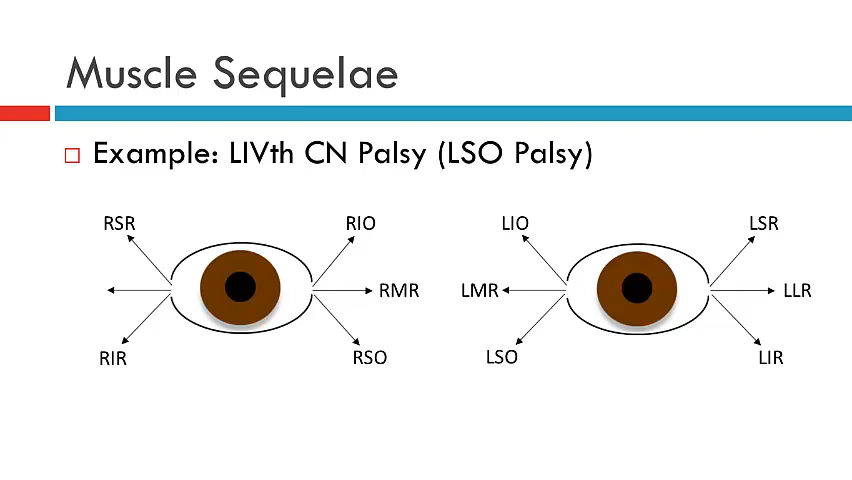 Muscle Sequelae
Example: LIVth CN Palsy (LSO Palsy)
RSR RIO LIO LSR
RMR LMR LLR
RIR RSO LSO LIR